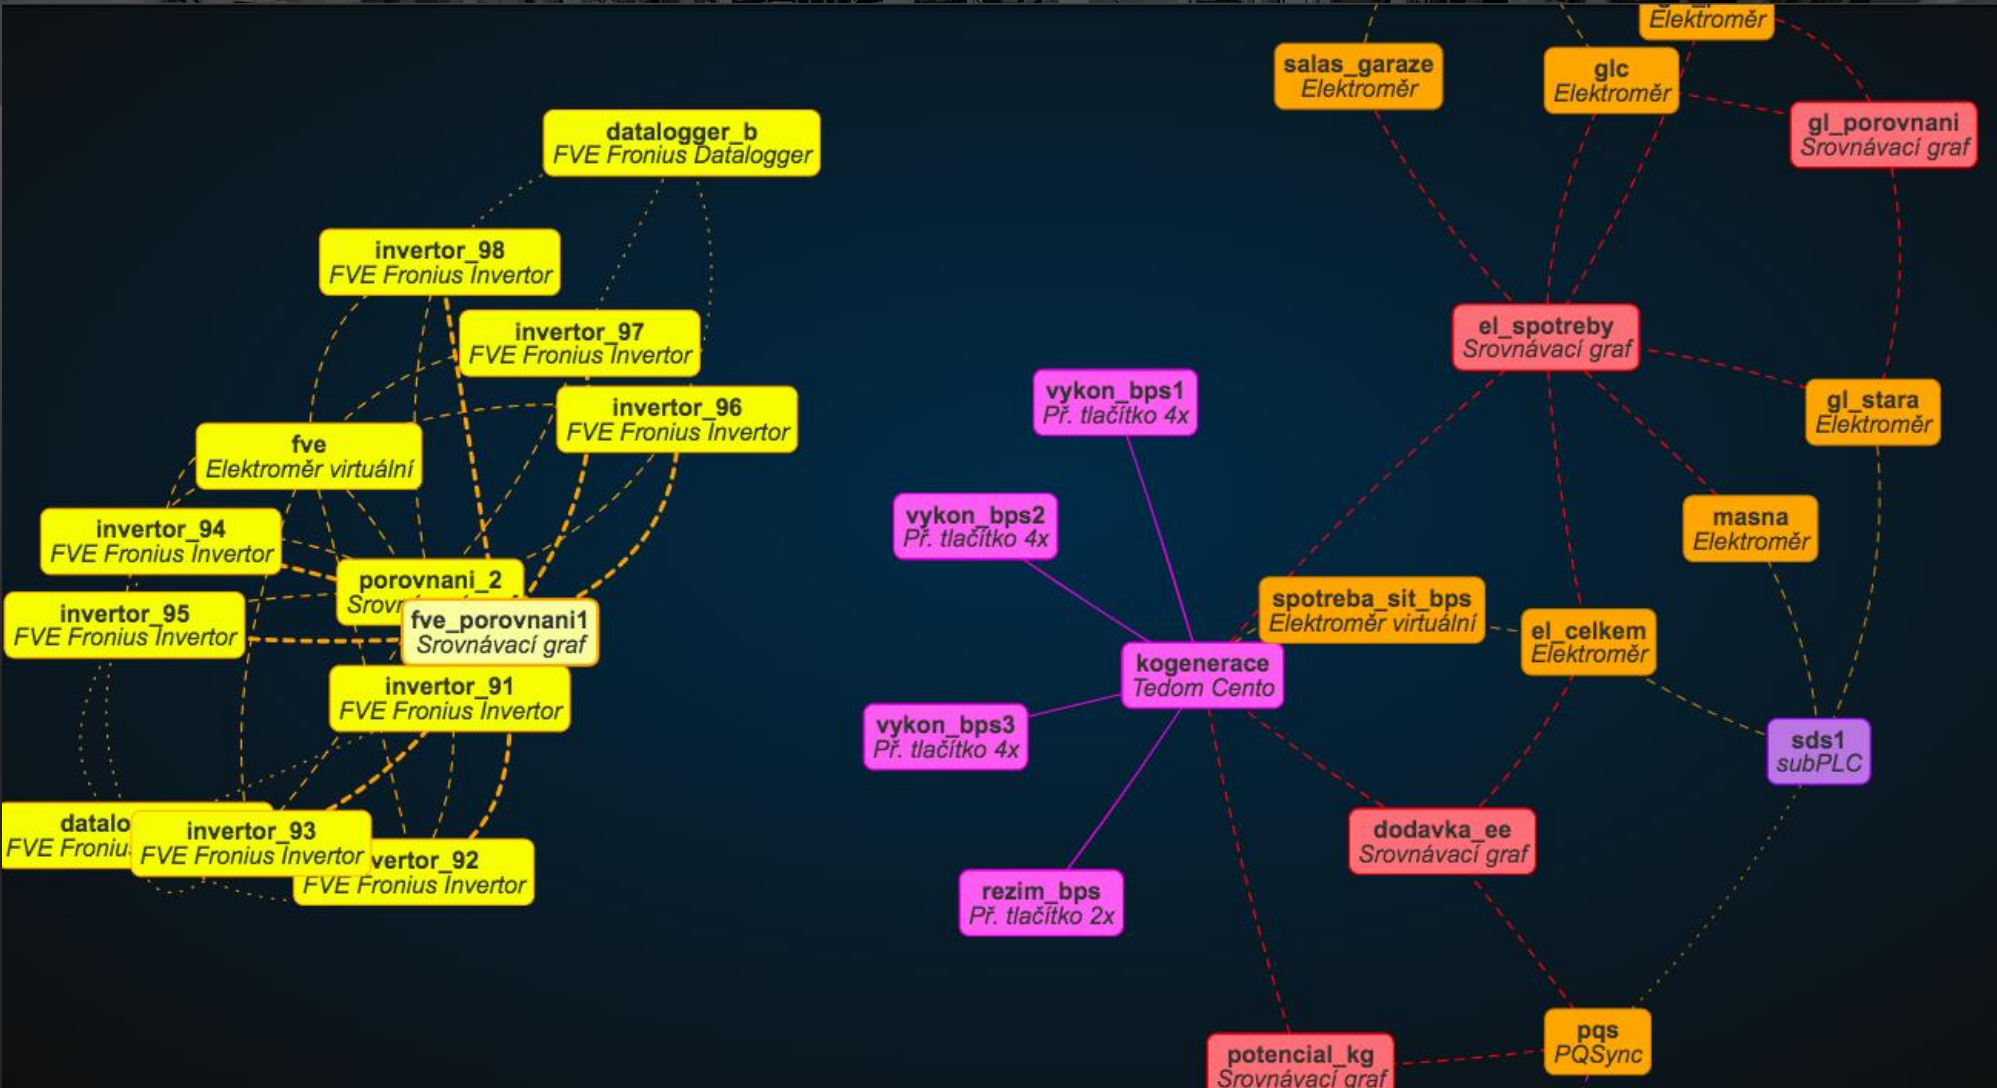 Elektroměr
salas_garaze
Elektroměr
glc
Elektroměr
gl_porovnani
Srovnávací graf
datalogger_b
FVE Fronius Datalogger
invertor_98
FVE Fronius Invertor
invertor_97
FVE Fronius Invertor
invertor_96
FVE Fronius Invertor
fve
Elektroměr virtuální
invertor_94
FVE Fronius Invertor
porovnani_2
invertor_95
FVE Fronius Invertor
fve_porovnani1
Srovnávací graf
invertor_91
FVE Fronius Invertor
datalo
FVE Fronius
invertor_93
FVE Fronius Invertor
vertor_92
FVE Fronius Invertor
el_spotreby
Srovnávací graf
vykon_bps1
Př. tlačítko 4x
gl_stara
Elektroměr
vykon_bps2
Př. tlačítko 4x
masna
Elektroměr
spotreba_sit_bps
Elektroměr virtuální
el_celkem
Elektroměr
kogenerace
Tedom Cento
vykon_bps3
Př. tlačítko 4x
sds1
subPLC
dodavka_ee
Srovnávací graf
rezim_bps
Př. tlačítko 2x
pqs
PQSync
potencial_kg
Srovnávací graf